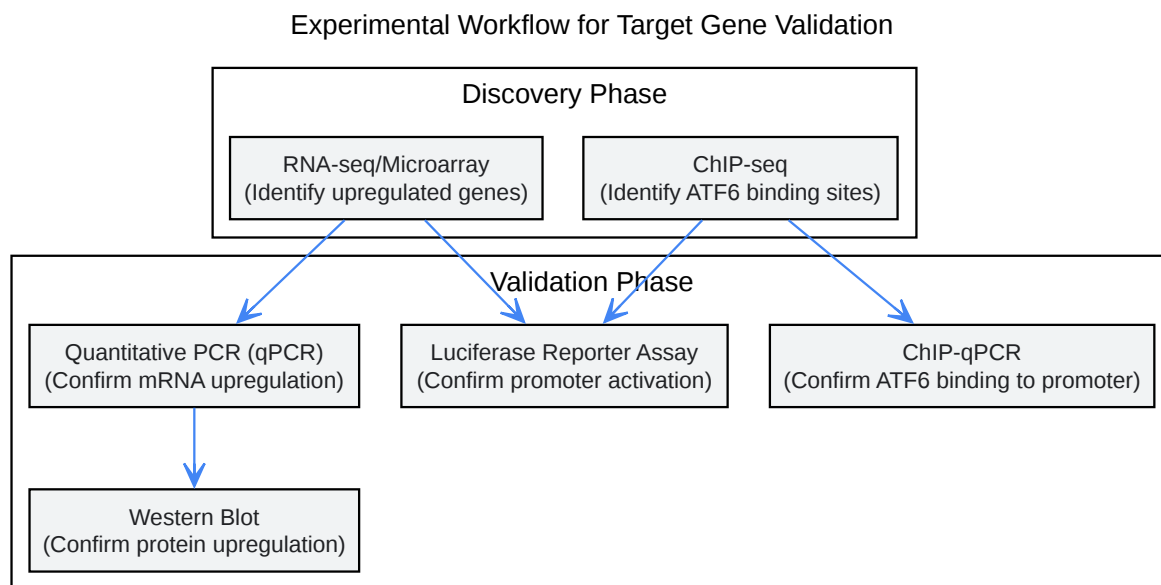 Experimental Workflow for Target Gene Validation
Discovery Phase
RNA-seq/Microarray
(Identify upregulated genes)
ChIP-seq
(Identify ATF6 binding sites)
Validation Phase
Quantitative PCR (qPCR)
(Confirm mRNA upregulation)
Luciferase Reporter Assay
(Confirm promoter activation)
ChIP-qPCR
(Confirm ATF6 binding to promoter)
Western Blot
(Confirm protein upregulation)